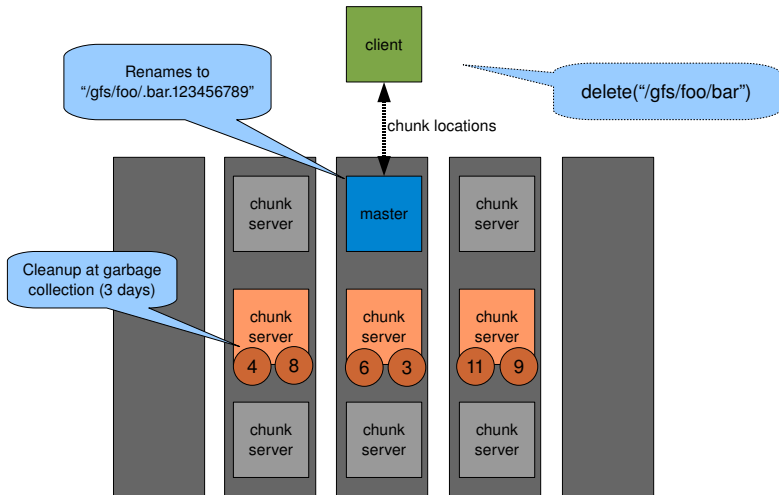 client
Renames to
“/gfs/foo/.bar.123456789”
delete(“/gfs/foo/bar”)
chunk locations
chunk
server
master
chunk
server
Cleanup at garbage
collection (3 days)
chunk
server
4
8
chunk
server
6
3
chunk
server
11
9
chunk
server
chunk
server
chunk
server